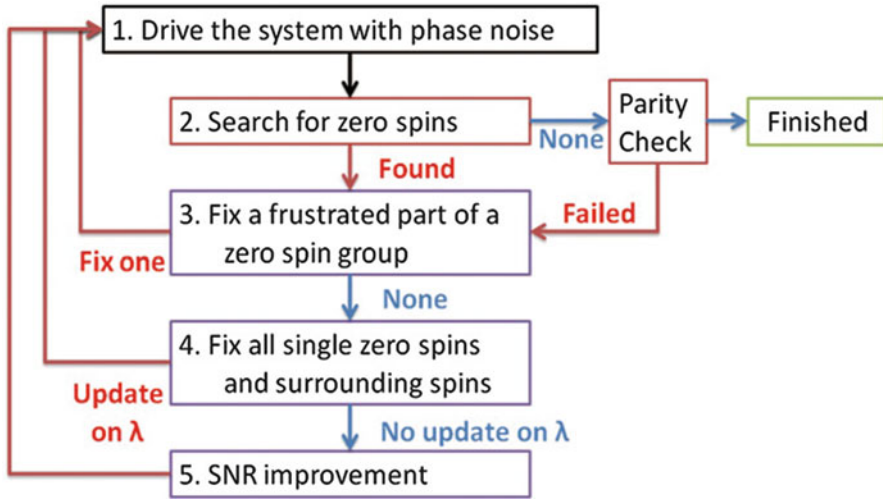 1. Drive the system with phase noise
2. Search for zero spins
None
Parity
Check
Finished
Found
Failed
3. Fix a frustrated part of a
zero spin group
Fix one
None
4. Fix all single zero spins
and surrounding spins
Update
on λ
No update on λ
5. SNR improvement